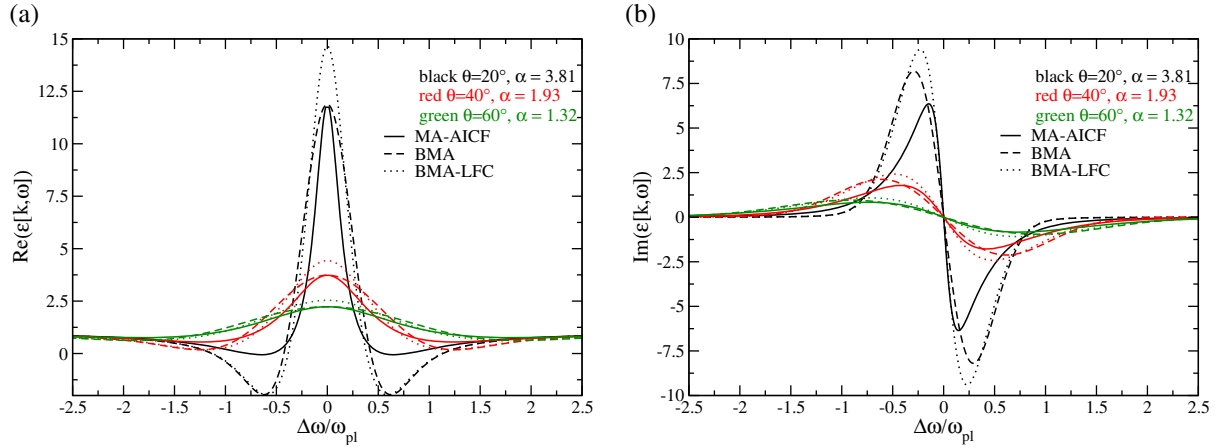 (a)
15
12.5
10
7.5
5
2.5
0
Re(ε[k,ω])
-2.5 -2 -1.5 -1 -0.5 0 0.5 1 1.5 2 2.5
Δω/ω_pl
black θ=20°, α = 3.81
red θ=40°, α = 1.93
green θ=60°, α = 1.32
MA-AICF
BMA
BMA-LFC
(b)
10
7.5
5
2.5
0
-2.5
-5
-7.5
-10
Im(ε[k,ω])
-2.5 -2 -1.5 -1 -0.5 0 0.5 1 1.5 2 2.5
Δω/ω_pl
black θ=20°, α = 3.81
red θ=40°, α = 1.93
green θ=60°, α = 1.32
MA-AICF
BMA
BMA-LFC